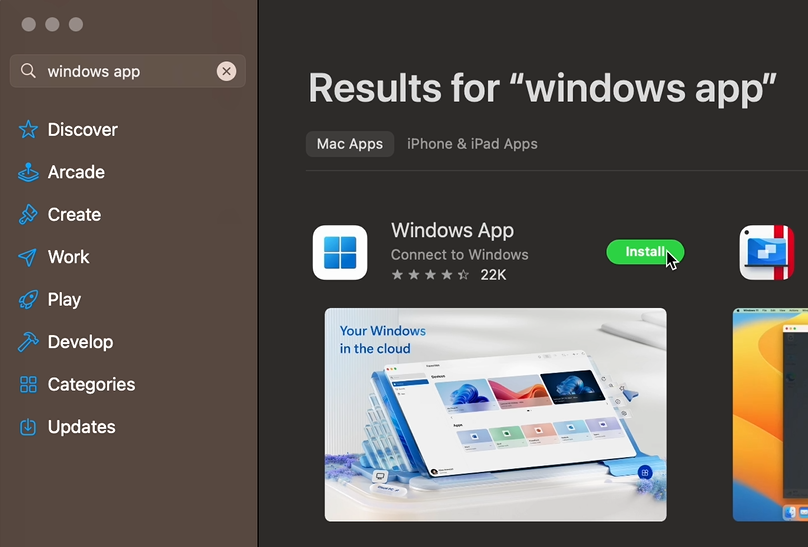 windows app
Discover
Arcade
Create
Work
Play
Develop
Categories
Updates
Results for “windows app”
Mac Apps
iPhone & iPad Apps
Windows App
Connect to Windows
22K
Install
Your Windows
in the cloud
Apps